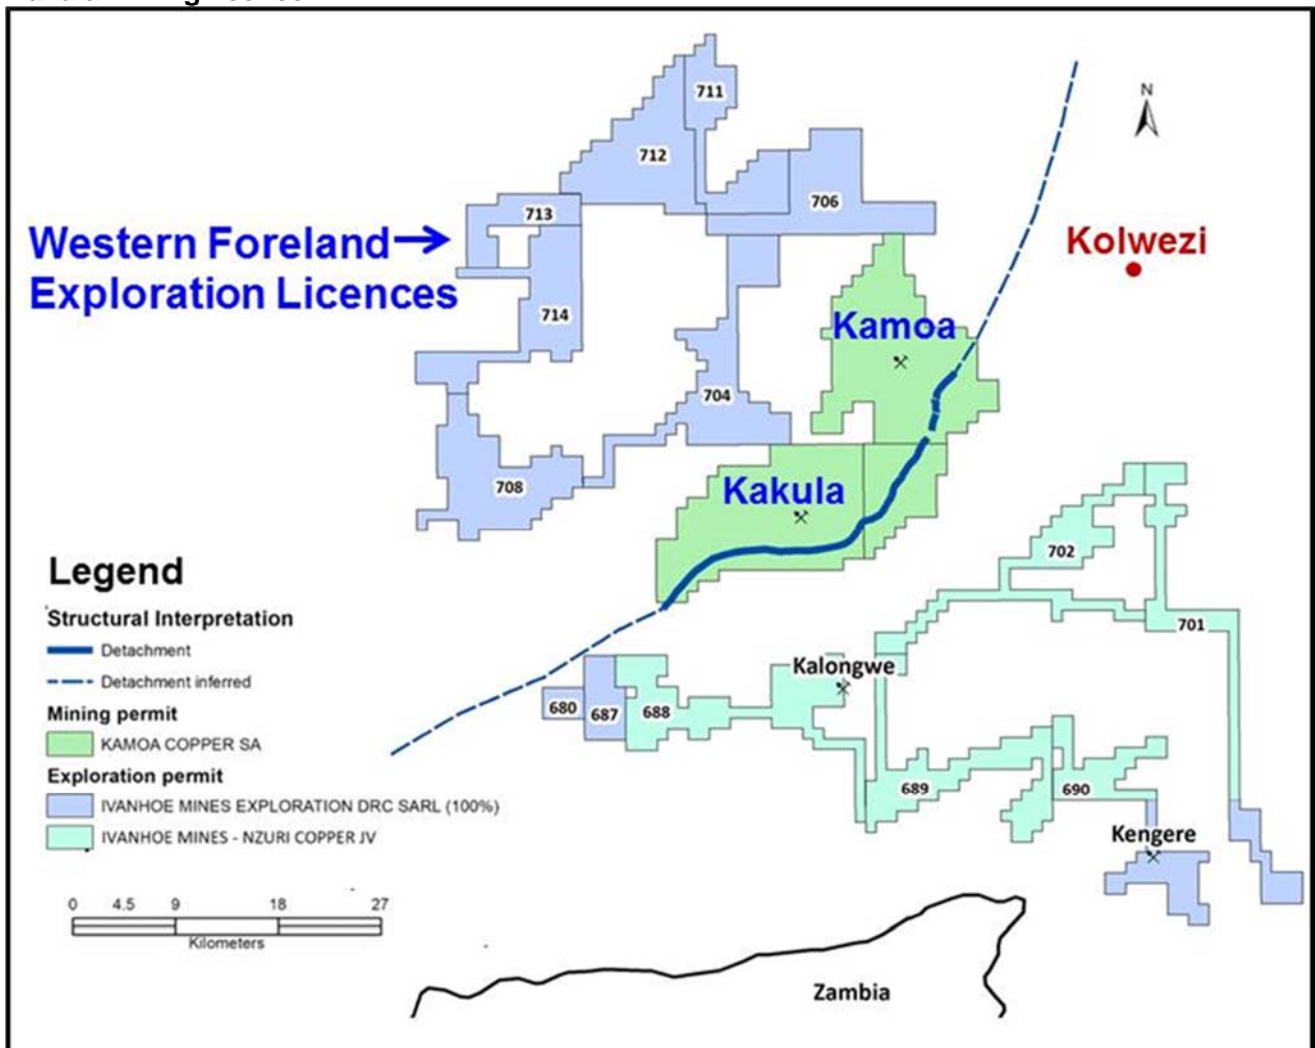 711
N
712
706
713
Kolwezi
Western Foreland
Exploration Licences
714
Kamoa
704
Kakula
708
702
Legend
Structural Interpretation
Detachment
Detachment inferred
Mining permit
KAMOA COPPER SA
Exploration permit
IVANHOE MINES EXPLORATION DRC SARL (100%)
IVANHOE MINES - NZURI COPPER JV
701
Kalongwe
680
687
688
689
690
Kengere
0 4.5 9 18 27
Kilometers
Zambia